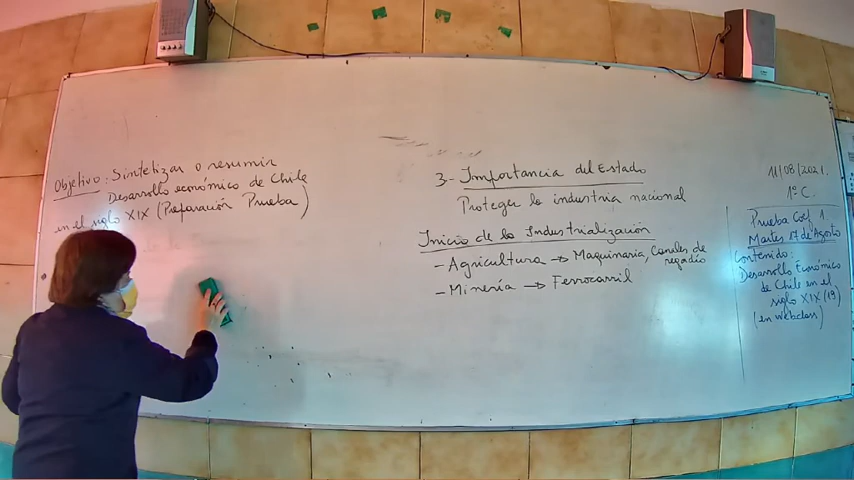 Objetivo: Sintetizar o resumir
Desarrollo económico de Chile
en el siglo XIX (Preparación Prueba)
3.- Importancia del Estado
Proteger la industria nacional
Inicio de la Industrialización
- Agricultura → Maquinaria, Canales de
regadío
- Minería → Ferrocarril
11/08/2021.
1º C.
Prueba Coef 1
Martes 17 de Agosto
Contenido:
Desarrollo Económico
de Chile en el
siglo XIX (19)
(en webclass)